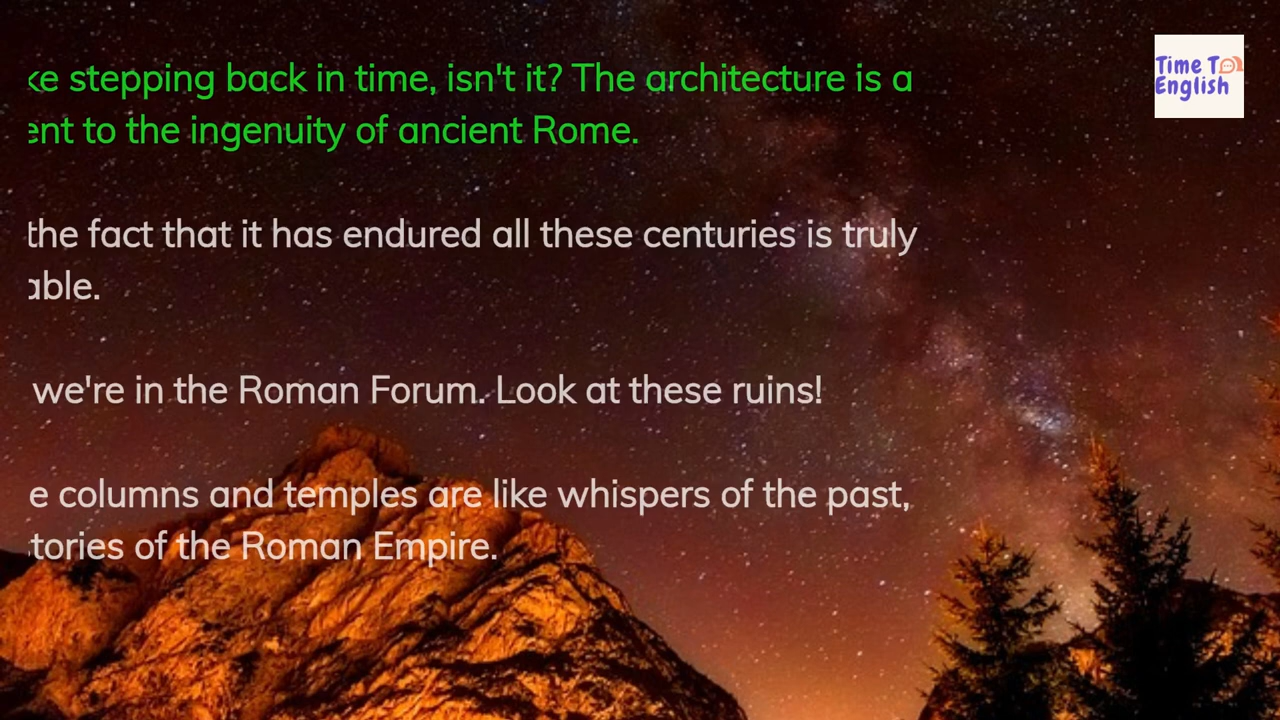 stepping back in time, isn't it? The architecture is a
to the ingenuity of ancient Rome.
the fact that it has endured all these centuries is truly
able.
we're in the Roman Forum. Look at these ruins!
e columns and temples are like whispers of the past,
tories of the Roman Empire.
Time To
English